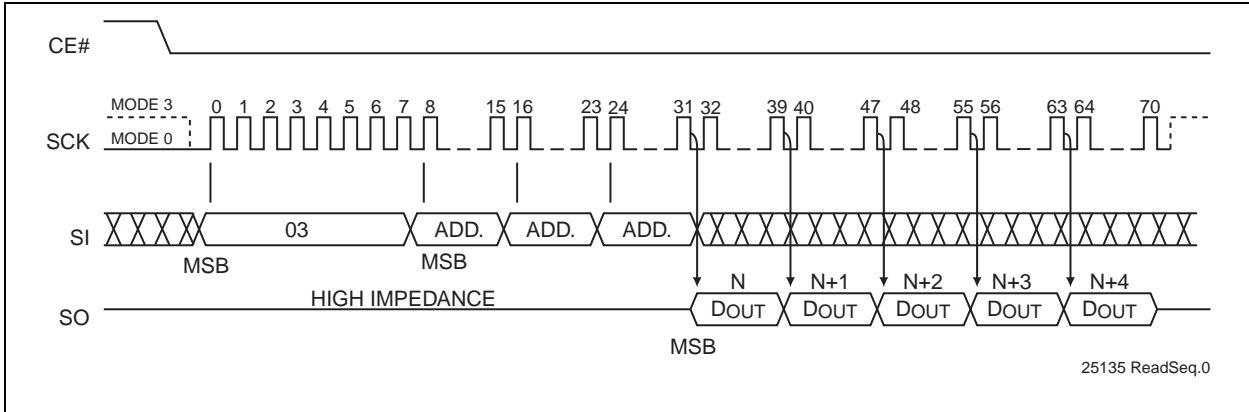 CE#
MODE 3
0 1 2 3 4 5 6 7 8 15 16 23 24 31 32 39 40 47 48 55 56 63 64 70
SCK
MODE 0
SI
03
ADD.
ADD.
ADD.
MSB
MSB
N
N+1
N+2
N+3
N+4
HIGH IMPEDANCE
SO
DOUT
DOUT
DOUT
DOUT
DOUT
MSB
25135 ReadSeq.0